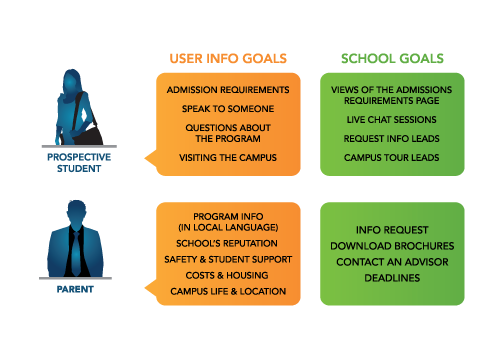 USER INFO GOALS
SCHOOL GOALS
ADMISSION REQUIREMENTS
SPEAK TO SOMEONE
QUESTIONS ABOUT
THE PROGRAM
VISITING THE CAMPUS
VIEWS OF THE ADMISSIONS
REQUIREMENTS PAGE
LIVE CHAT SESSIONS
REQUEST INFO LEADS
CAMPUS TOUR LEADS
PROSPECTIVE
STUDENT
PROGRAM INFO
(IN LOCAL LANGUAGE)
SCHOOL'S REPUTATION
SAFETY & STUDENT SUPPORT
COSTS & HOUSING
CAMPUS LIFE & LOCATION
INFO REQUEST
DOWNLOAD BROCHURES
CONTACT AN ADVISOR
DEADLINES
PARENT